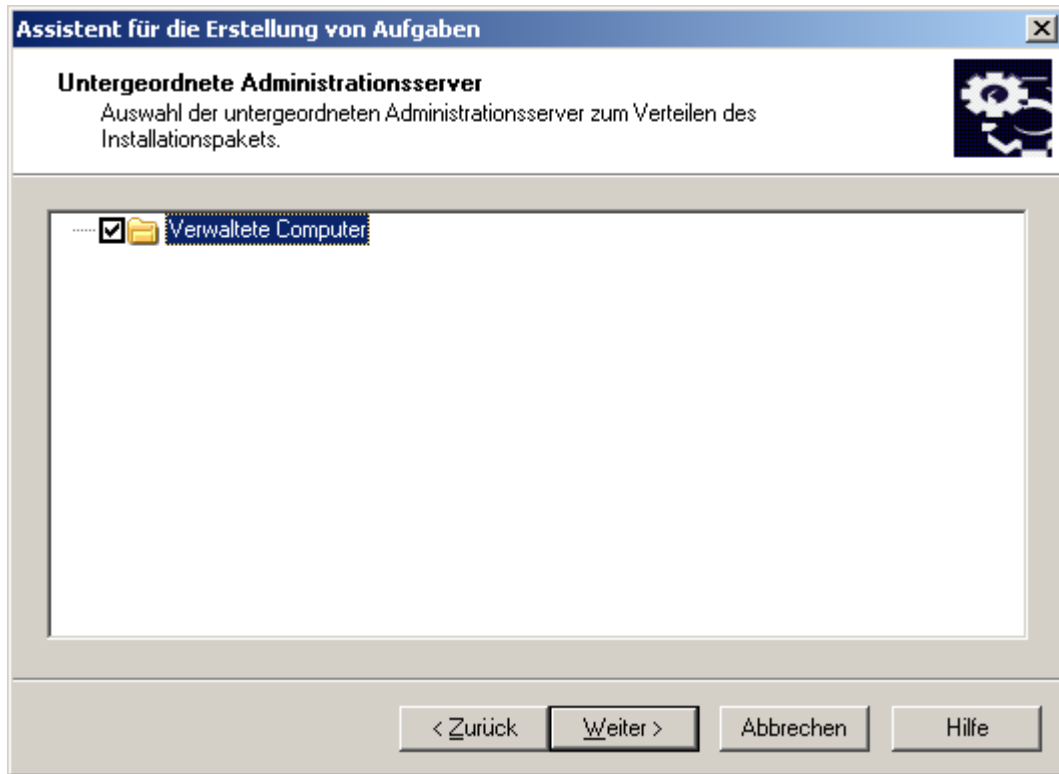 Assistent für die Erstellung von Aufgaben
Untergeordnete Administrationsserver
Auswahl der untergeordneten Administrationsserver zum Verteilen des
Installationspakets.
Verwaltete Computer
< Zurück Weiter > Abbrechen Hilfe